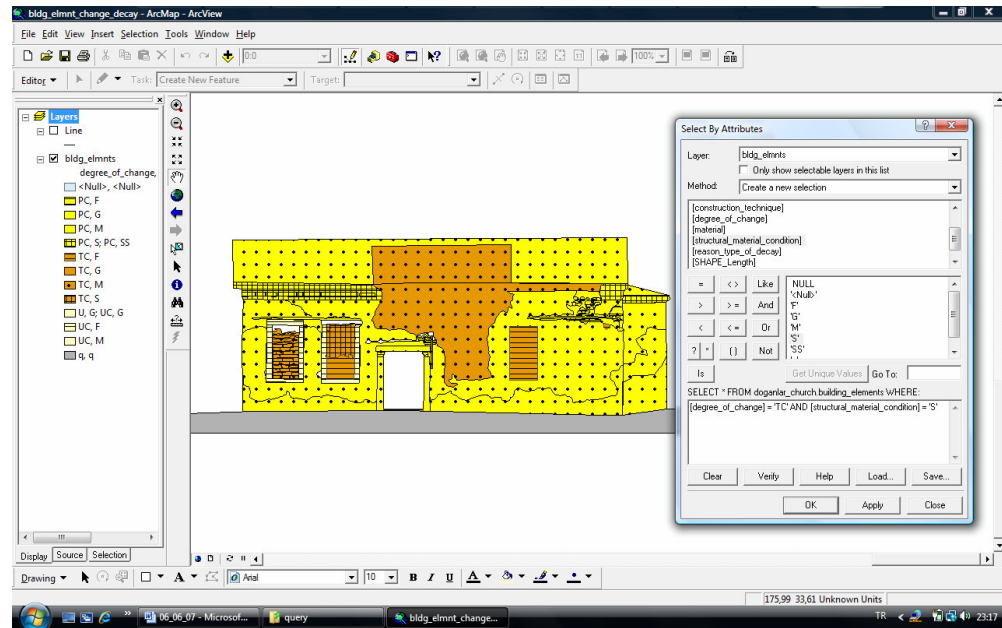 bldg_elmnt_change_decay - ArcMap - ArcView
File Edit View Insert Selection Tools Window Help
0:0
100%
Editor Task: Create New Feature Target:
Layers
Line
bldg_elmnts
degree_of_change,
<Null>, <Null>
PC, F
PC, G
PC, M
PC, S; PC, SS
TC, F
TC, G
TC, M
TC, S
U, G; UC, G
UC, F
UC, M
q, q
Display Source Selection
Select By Attributes
Layer: bldg_elmnts
Only show selectable layers in this list
Method: Create a new selection
[construction_technique]
[degree_of_change]
[material]
[structural_material_condition]
[reason_type_of_decay]
[SHAPE_Length]
= < > Like
> > = And
< < = Or
? * ( ) Not
Is
NULL
'<Null>'
'F'
'G'
'M'
'S'
'SS'
Get Unique Values Go To:
SELECT * FROM doganlar_church.building_elements WHERE:
[degree_of_change] = 'TC' AND [structural_material_condition] = 'S'
Clear Verify Help Load... Save...
OK Apply Close
Drawing A Arial 10 B I U A
175,99 33,61 Unknown Units
06_06_07 - Microsof... query bldg_elmnt_change... TR 23:17